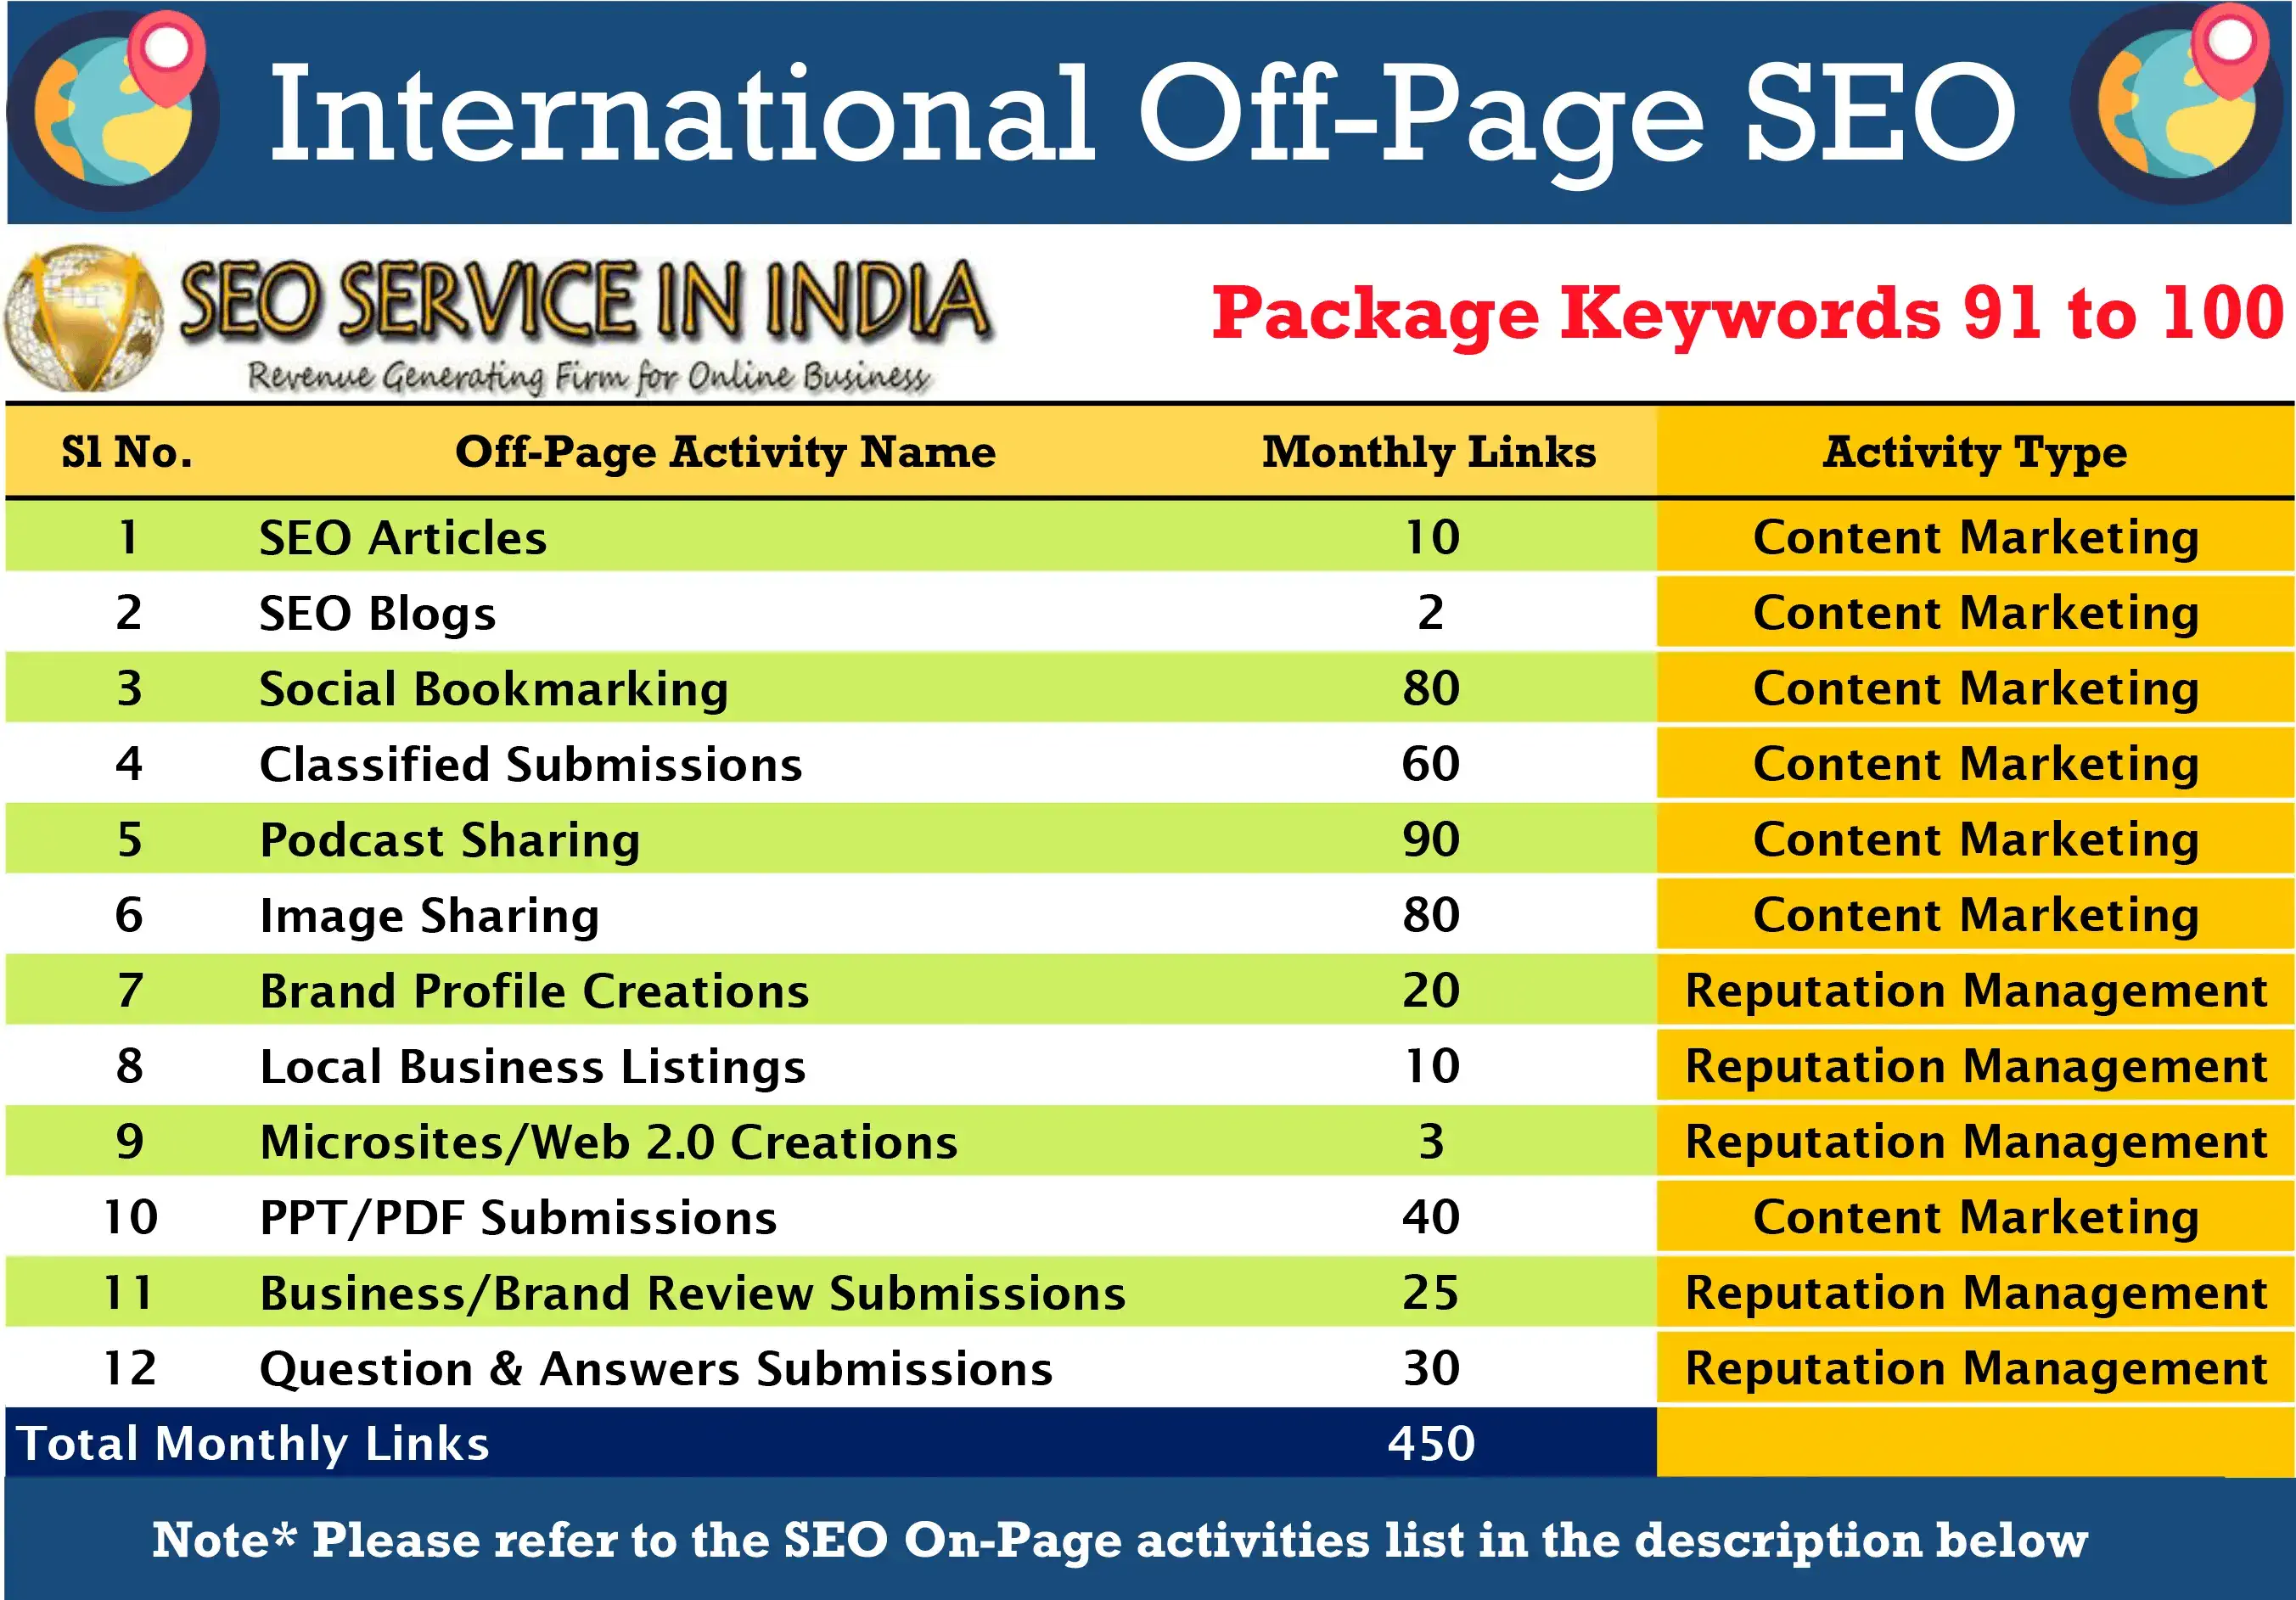 International Off-Page SEO
SEO SERVICE IN INDIA
Revenue Generating Firm for Online Business
Package Keywords 91 to 100
Sl No. Off-Page Activity Name Monthly Links Activity Type
1 SEO Articles 10 Content Marketing
2 SEO Blogs 2 Content Marketing
3 Social Bookmarking 80 Content Marketing
4 Classified Submissions 60 Content Marketing
5 Podcast Sharing 90 Content Marketing
6 Image Sharing 80 Content Marketing
7 Brand Profile Creations 20 Reputation Management
8 Local Business Listings 10 Reputation Management
9 Microsites/Web 2.0 Creations 3 Reputation Management
10 PPT/PDF Submissions 40 Content Marketing
11 Business/Brand Review Submissions 25 Reputation Management
12 Question & Answers Submissions 30 Reputation Management
Total Monthly Links 450
Note* Please refer to the SEO On-Page activities list in the description below